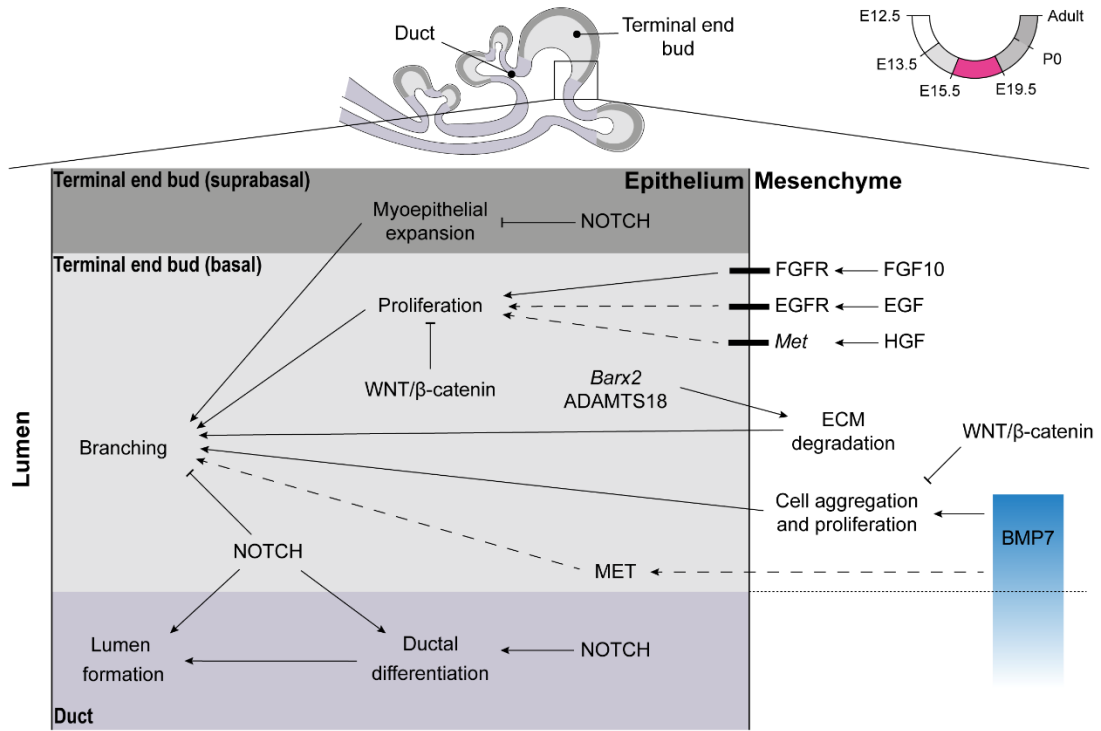 Duct
Terminal end
bud
E12.5
Adult
E13.5
P0
E15.5
E19.5
Terminal end bud (suprabasal)
Epithelium
Mesenchyme
Myoepithelial
expansion
NOTCH
Terminal end bud (basal)
FGFR
FGF10
Proliferation
EGFR
EGF
Met
HGF
WNT/β-catenin
Barx2
ADAMTS18
ECM
degradation
WNT/β-catenin
Branching
Lumen
Cell aggregation
and proliferation
BMP7
NOTCH
MET
Lumen
formation
Ductal
differentiation
NOTCH
Duct